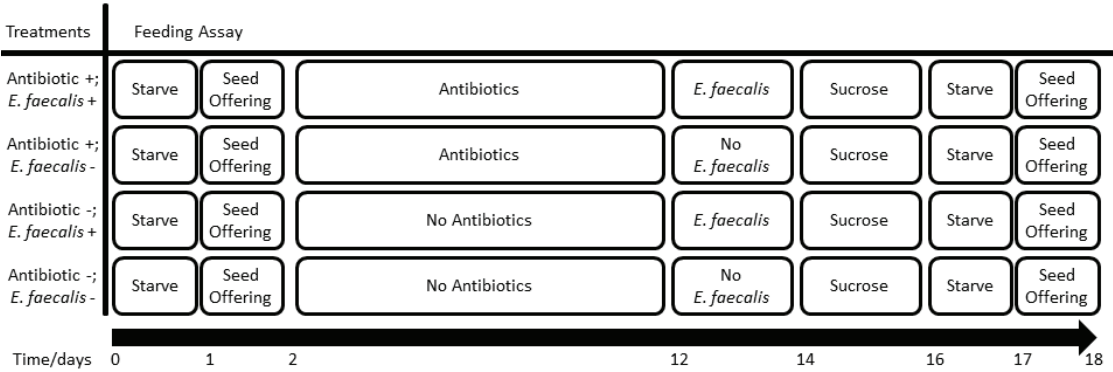 Treatments Feeding Assay
Antibiotic +;
E. faecalis +
Starve
Seed
Offering
Antibiotics
E. faecalis
Sucrose
Starve
Seed
Offering
Antibiotic +;
E. faecalis -
Starve
Seed
Offering
Antibiotics
No
E. faecalis
Sucrose
Starve
Seed
Offering
Antibiotic -;
E. faecalis +
Starve
Seed
Offering
No Antibiotics
E. faecalis
Sucrose
Starve
Seed
Offering
Antibiotic -;
E. faecalis -
Starve
Seed
Offering
No Antibiotics
No
E. faecalis
Sucrose
Starve
Seed
Offering
Time/days 0 1 2 12 14 16 17 18